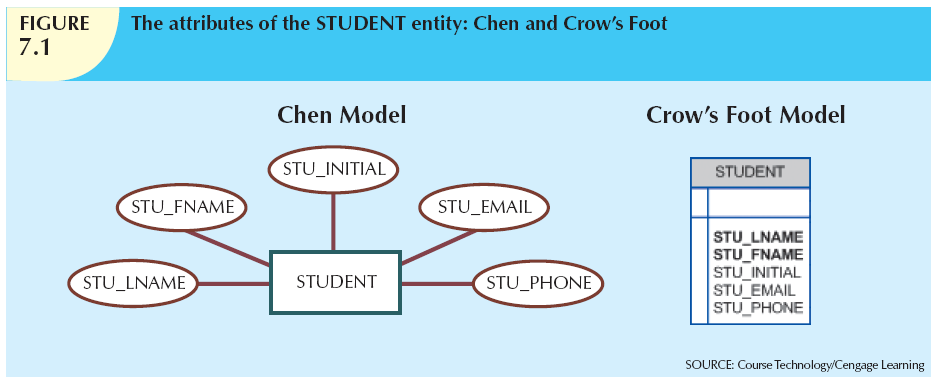 FIGURE
7.1
The attributes of the STUDENT entity: Chen and Crow's Foot
Chen Model
Crow's Foot Model
STU_INITIAL
STU_FNAME
STU_EMAIL
STU_LNAME
STUDENT
STU_PHONE
STUDENT
STU_LNAME
STU_FNAME
STU_INITIAL
STU_EMAIL
STU_PHONE
SOURCE: Course Technology/Cengage Learning